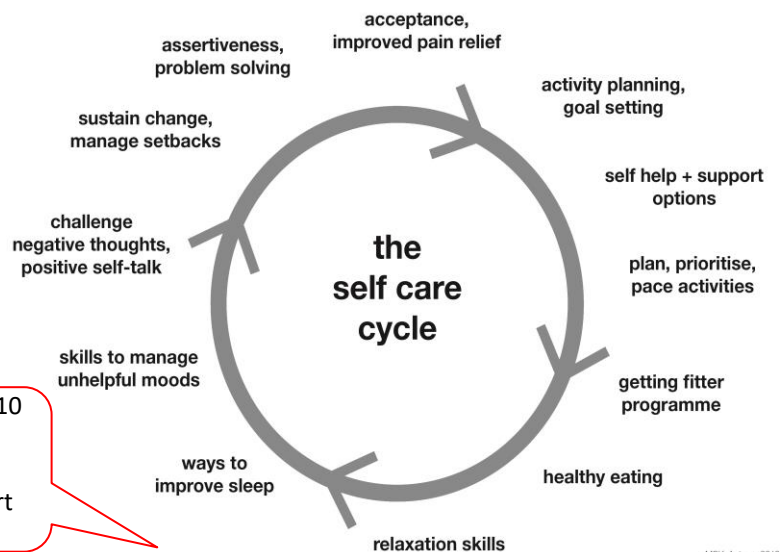 acceptance,
improved pain relief
activity planning,
goal setting
self help + support
options
plan, prioritise,
pace activities
getting fitter
programme
healthy eating
relaxation skills
ways to
improve sleep
skills to manage
unhelpful moods
challenge
negative thoughts,
positive self-talk
sustain change,
manage setbacks
assertiveness,
problem solving
the
self care
cycle
10